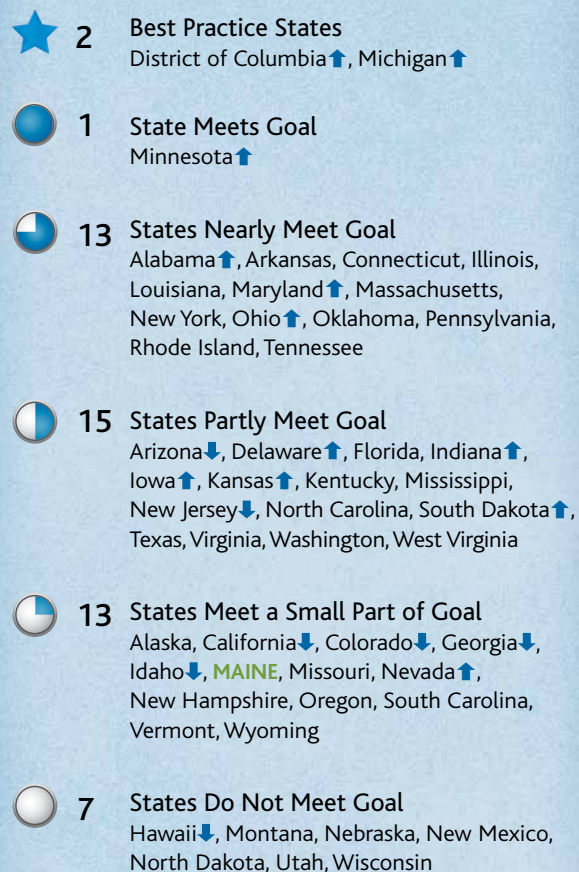 2 Best Practice States
District of Columbia⬆, Michigan⬆
1 State Meets Goal
Minnesota⬆
13 States Nearly Meet Goal
Alabama⬆, Arkansas, Connecticut, Illinois,
Louisiana, Maryland⬆, Massachusetts,
New York, Ohio⬆, Oklahoma, Pennsylvania,
Rhode Island, Tennessee
15 States Partly Meet Goal
Arizona⬇, Delaware⬆, Florida, Indiana⬆,
Iowa⬆, Kansas⬆, Kentucky, Mississippi,
New Jersey⬇, North Carolina, South Dakota⬆,
Texas, Virginia, Washington, West Virginia
13 States Meet a Small Part of Goal
Alaska, California⬇, Colorado⬇, Georgia⬇,
Idaho⬇, MAINE, Missouri, Nevada⬆,
New Hampshire, Oregon, South Carolina,
Vermont, Wyoming
7 States Do Not Meet Goal
Hawaii⬇, Montana, Nebraska, New Mexico,
North Dakota, Utah, Wisconsin